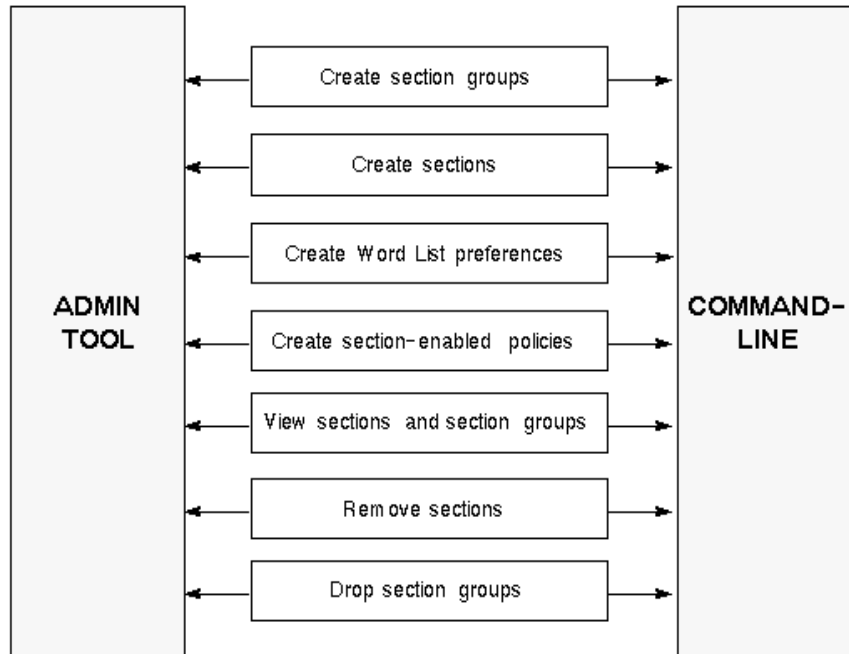 Create section groups
Create sections
Create Word List preferences
ADMIN
TOOL
Create section-enabled policies
COMMAND-
LINE
View sections and section groups
Remove sections
Drop section groups